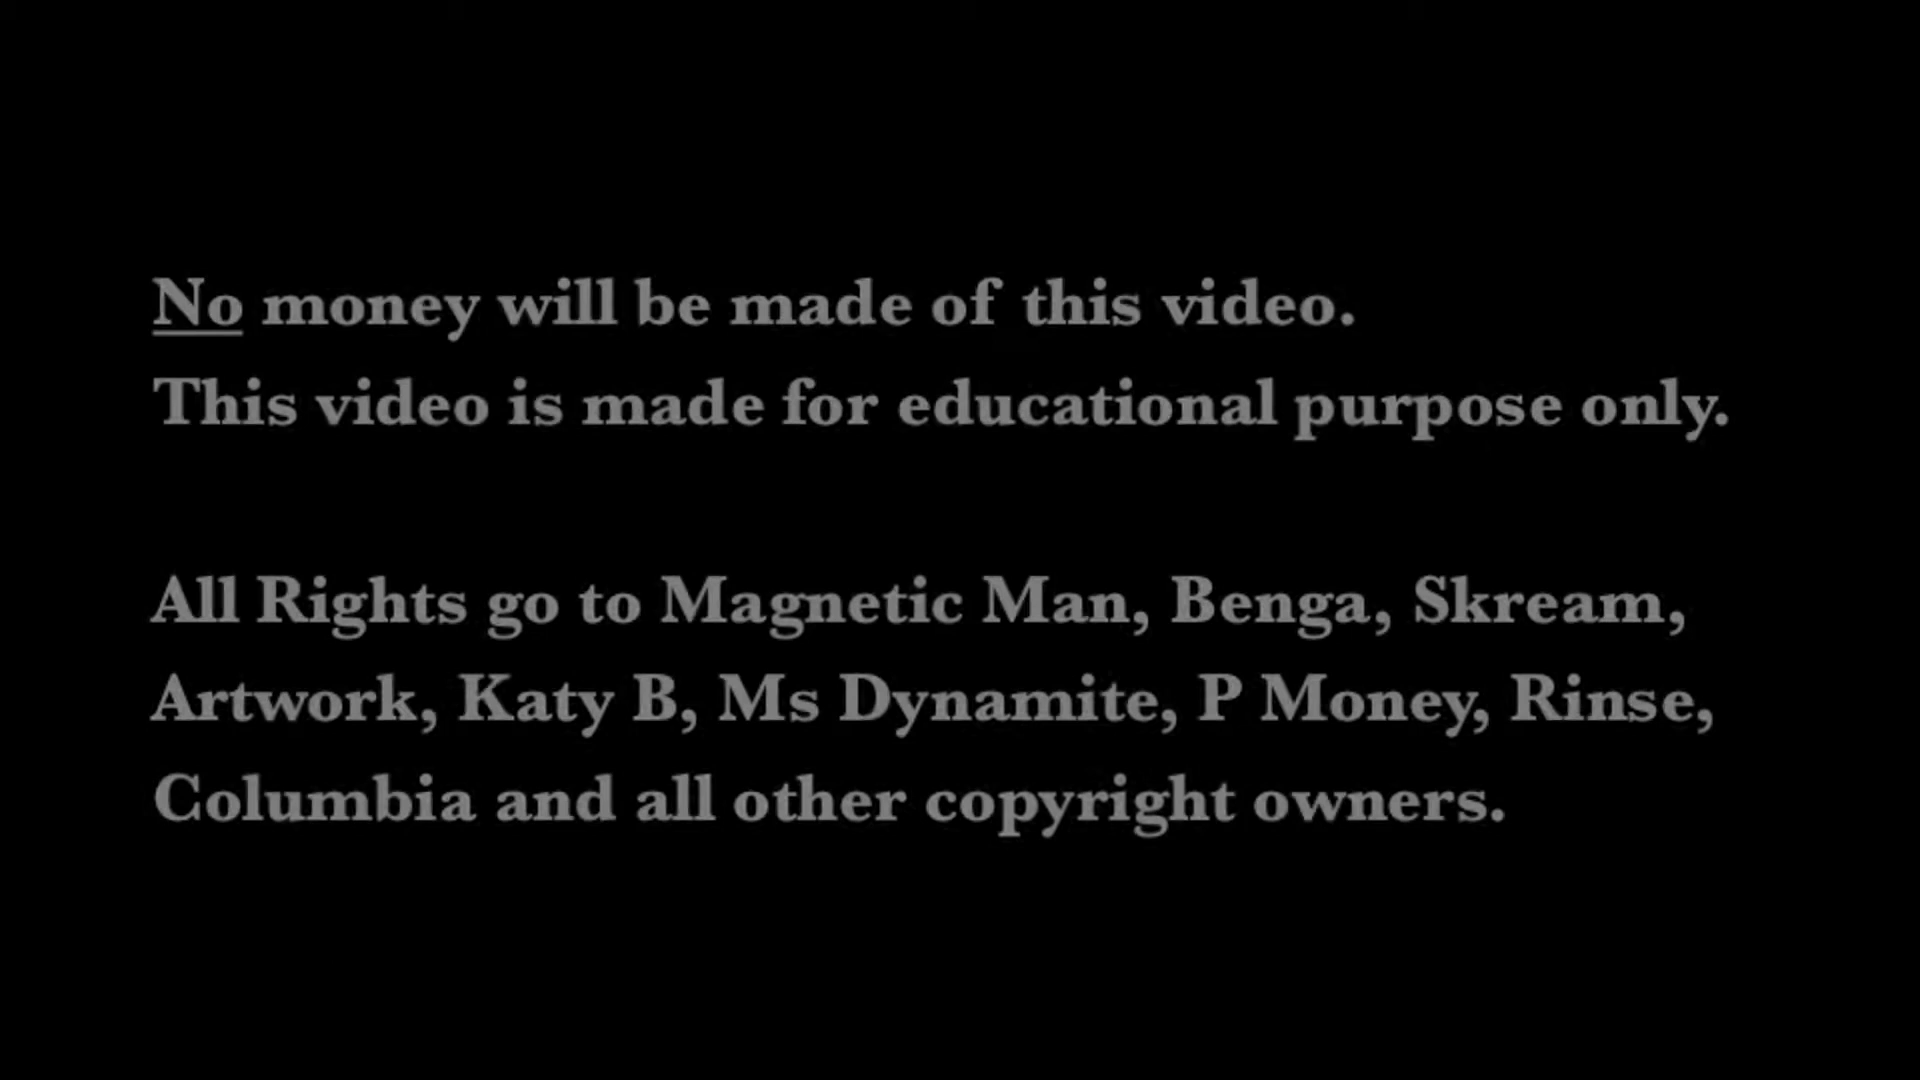 No money will be made of this video.
This video is made for educational purpose only.
All Rights go to Magnetic Man, Benga, Skream,
Artwork, Katy B, Ms Dynamite, P Money, Rinse,
Columbia and all other copyright owners.